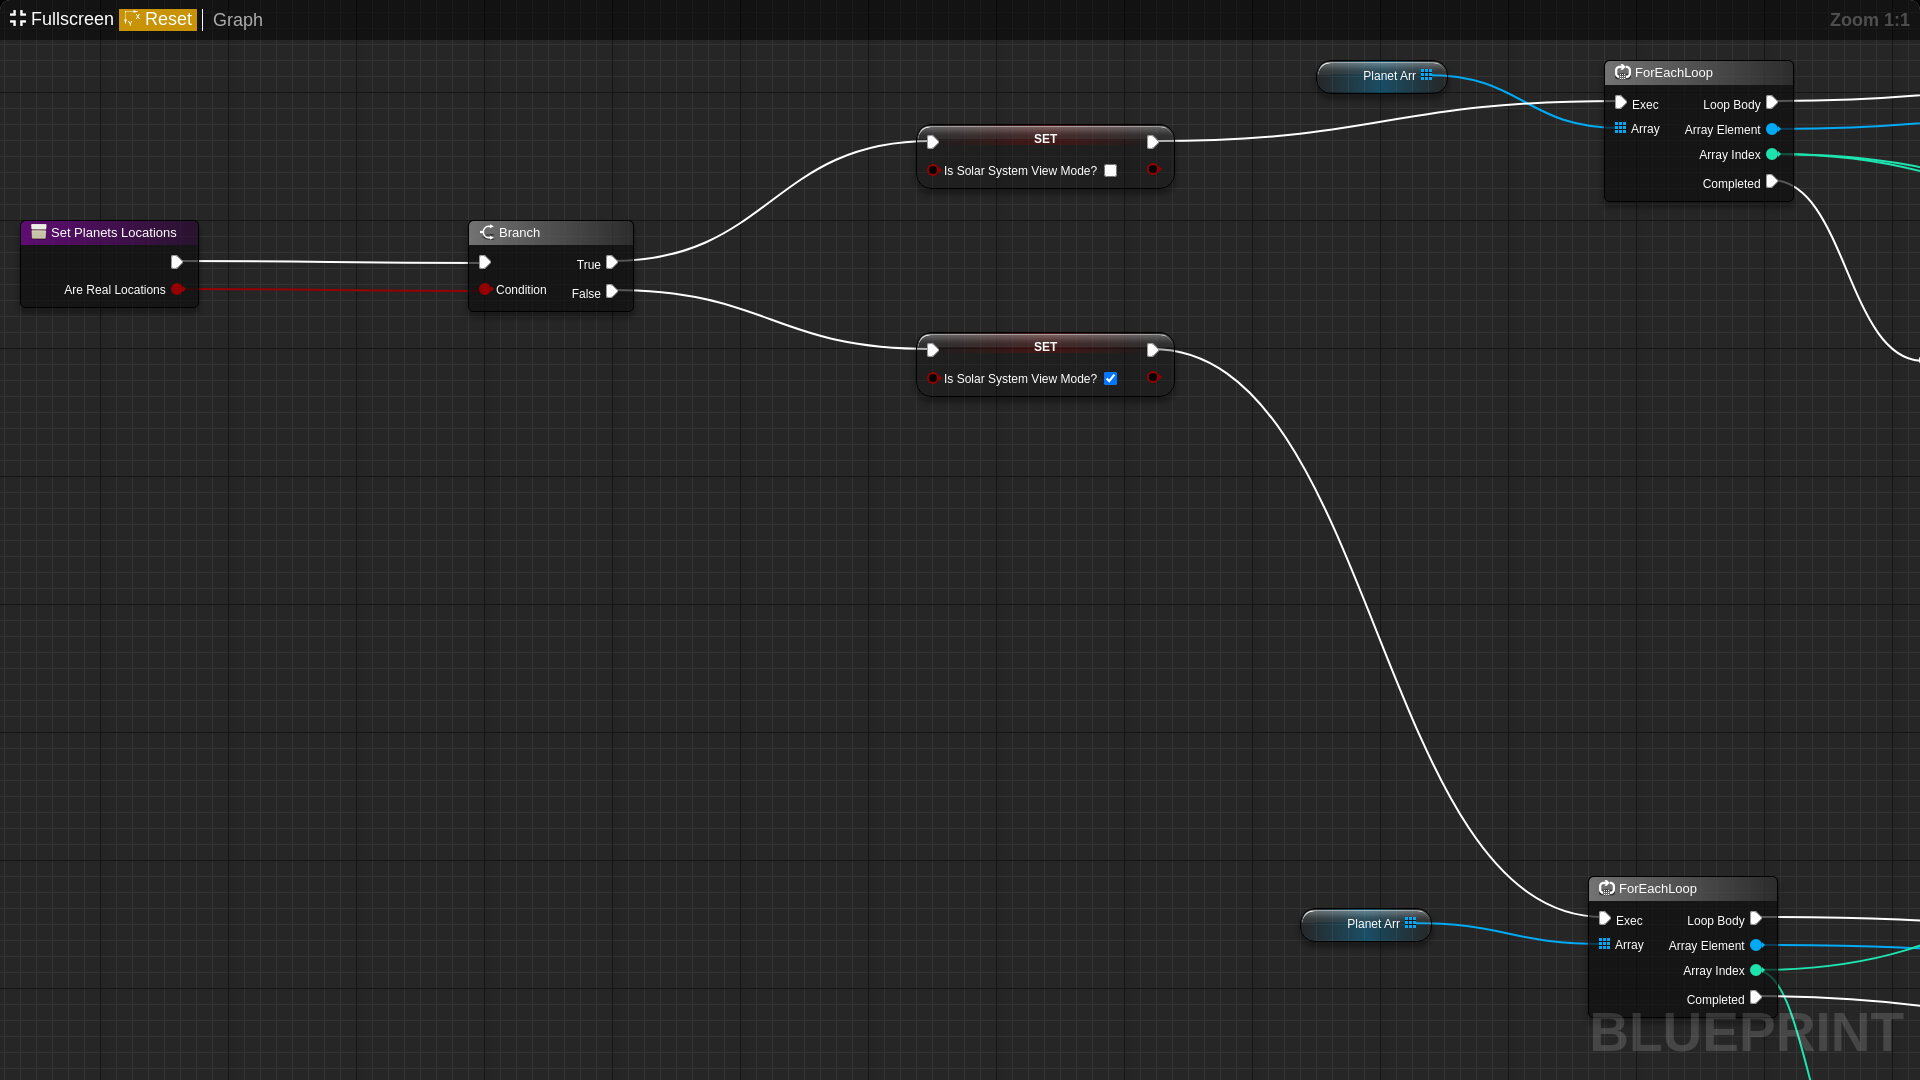 Fullscreen Reset Graph
Zoom 1:1
Planet Arr
ForEachLoop
Exec
Loop Body
Array
Array Element
Array Index
Completed
SET
Is Solar System View Mode?
Set Planets Locations
Are Real Locations
Branch
True
Condition
False
SET
Is Solar System View Mode?
Planet Arr
ForEachLoop
Exec
Loop Body
Array
Array Element
Array Index
Completed
BLUEPRINT